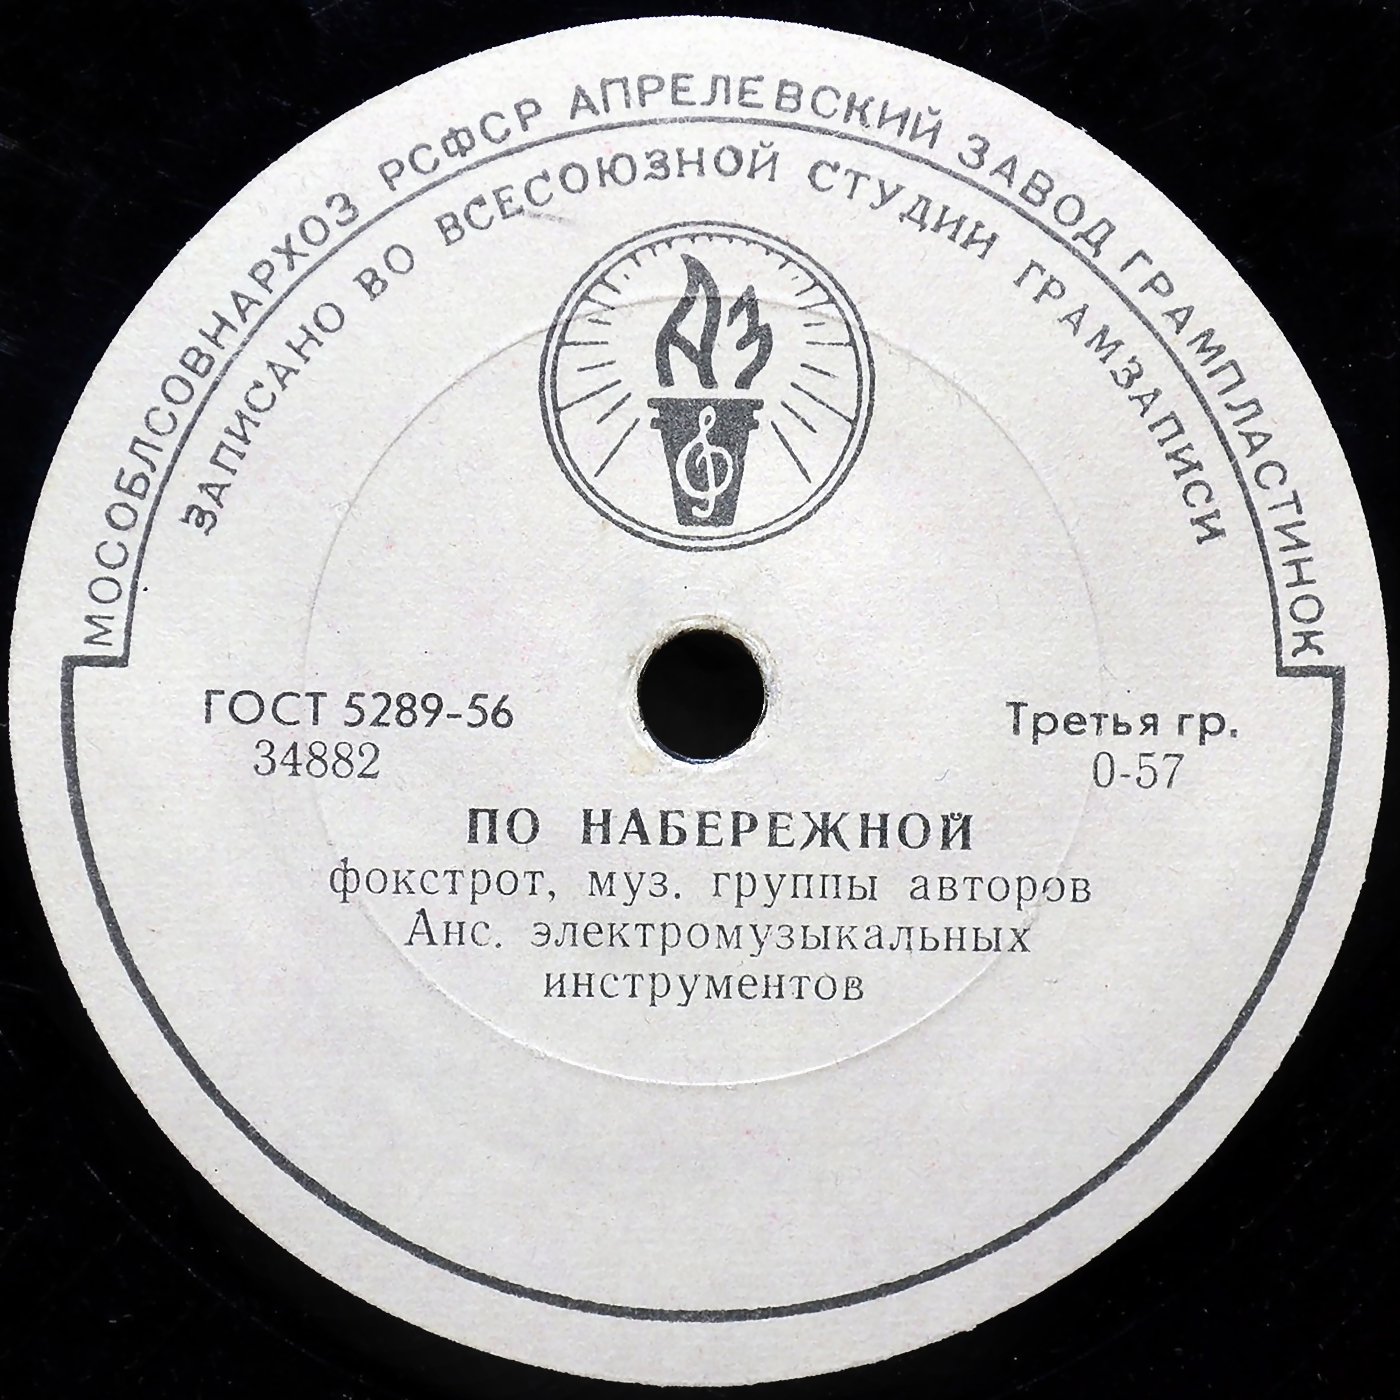 МОСОБЛСОВНАРХОЗ РСФСР АПРЕЛЕВСКИЙ ЗАВОД ГРАМПЛАСТИНОК
ЗАПИСАНО ВО ВСЕСОЮЗНОЙ СТУДИИ ГРАМЗАПИСИ
АЗ
ГОСТ 5289-56
34882
Третья гр.
0-57
ПО НАБЕРЕЖНОЙ
фокстрот, муз. группы авторов
Анс. электромузыкальных
инструментов